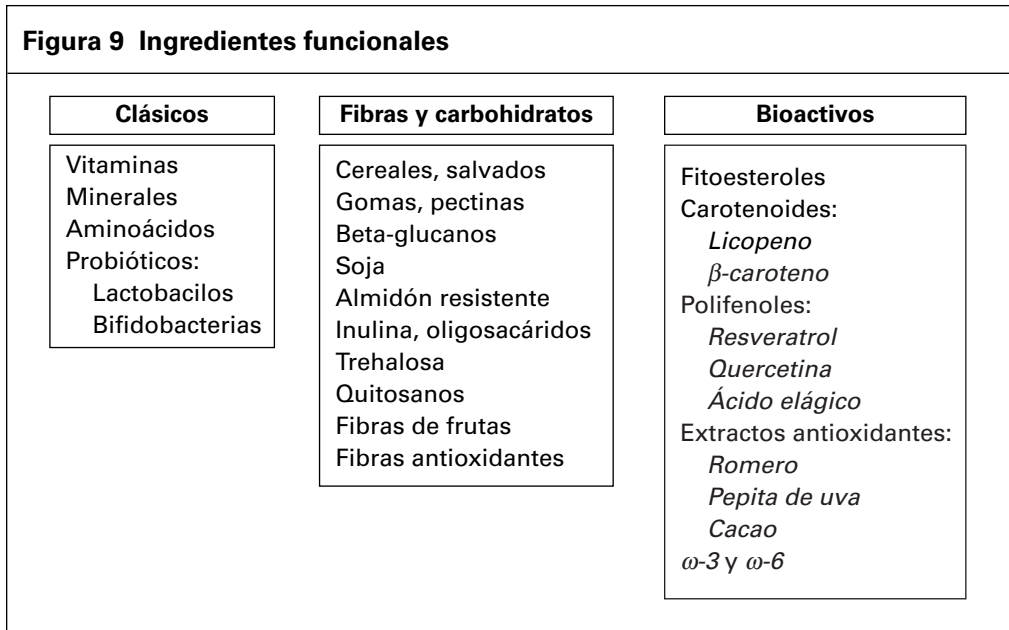 Figura 9 Ingredientes funcionales
Clásicos
Vitaminas
Minerales
Aminoácidos
Probióticos:
Lactobacilos
Bifidobacterias
Fibras y carbohidratos
Cereales, salvados
Gomas, pectinas
Beta-glucanos
Soja
Almidón resistente
Inulina, oligosacáridos
Trehalosa
Quitosanos
Fibras de frutas
Fibras antioxidantes
Bioactivos
Fitoesteroles
Carotenoides:
Licopeno
β-caroteno
Polifenoles:
Resveratrol
Quercetina
Ácido elágico
Extractos antioxidantes:
Romero
Pepita de uva
Cacao
ω-3 y ω-6